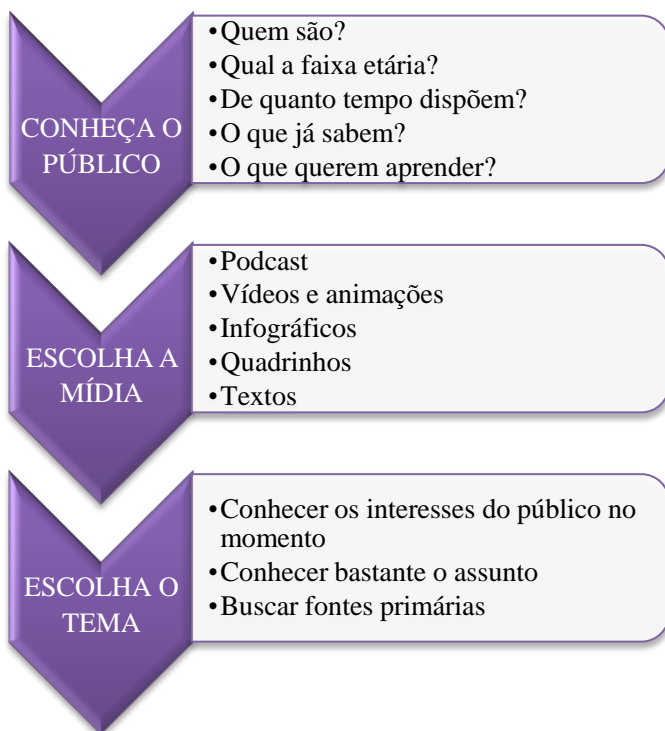 CONHEÇA O
PÚBLICO
•Quem são?
•Qual a faixa etária?
•De quanto tempo dispõem?
•O que já sabem?
•O que querem aprender?
ESCOLHA A
MÍDIA
•Podcast
•Vídeos e animações
•Infográficos
•Quadrinhos
•Textos
ESCOLHA O
TEMA
•Conhecer os interesses do público no
momento
•Conhecer bastante o assunto
•Buscar fontes primárias